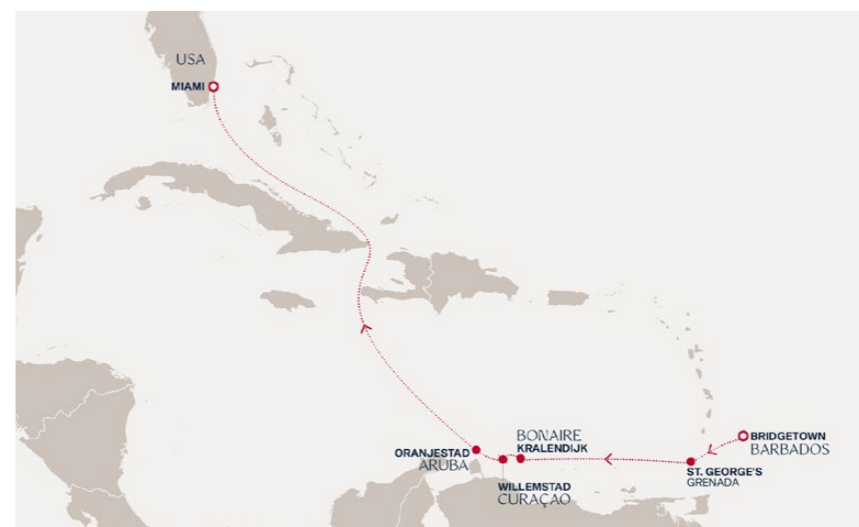 USA
MIAMI
BONAIRE
KRALENDIJK
ORANJESTAD
ARUBA
WILLEMSTAD
CURAÇAO
BRIDGETOWN
BARBADOS
ST. GEORGE'S
GRENADA